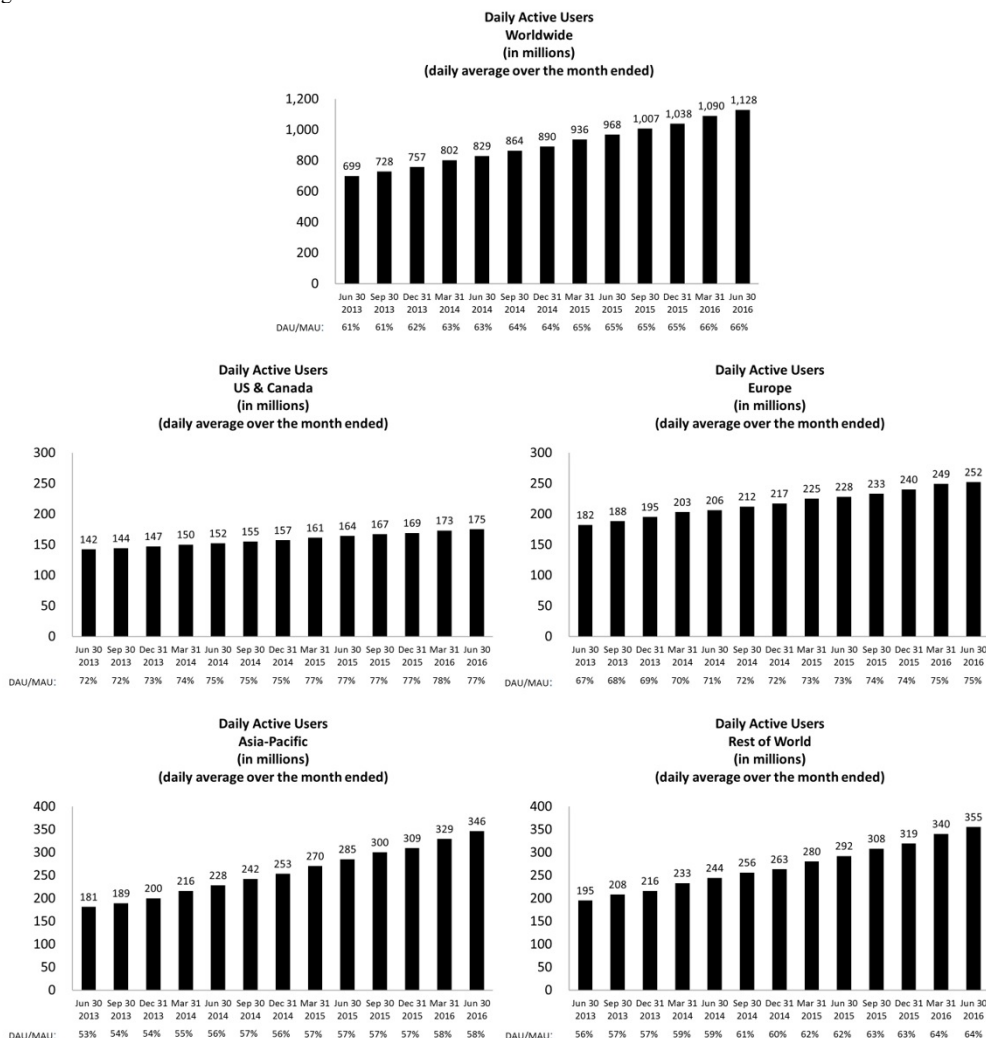 g
Daily Active Users
Worldwide
(in millions)
(daily average over the month ended)
1,200
1,000
800
600
400
200
0
699 728 757 802 829 864 890 936 968 1,007 1,038 1,090 1,128
Jun 30 Sep 30 Dec 31 Mar 31 Jun 30 Sep 30 Dec 31 Mar 31 Jun 30 Sep 30 Dec 31 Mar 31 Jun 30
2013 2013 2013 2014 2014 2014 2014 2015 2015 2015 2015 2016 2016
DAU/MAU: 61% 61% 62% 63% 63% 64% 64% 65% 65% 65% 65% 66% 66%
Daily Active Users
US & Canada
(in millions)
(daily average over the month ended)
300
250
200
150
100
50
0
142 144 147 150 152 155 157 161 164 167 169 173 175
Jun 30 Sep 30 Dec 31 Mar 31 Jun 30 Sep 30 Dec 31 Mar 31 Jun 30 Sep 30 Dec 31 Mar 31 Jun 30
2013 2013 2013 2014 2014 2014 2014 2015 2015 2015 2015 2016 2016
DAU/MAU: 72% 72% 73% 74% 75% 75% 75% 77% 77% 77% 77% 78% 77%
Daily Active Users
Europe
(in millions)
(daily average over the month ended)
300
250
200
150
100
50
0
182 188 195 203 206 212 217 225 228 233 240 249 252
Jun 30 Sep 30 Dec 31 Mar 31 Jun 30 Sep 30 Dec 31 Mar 31 Jun 30 Sep 30 Dec 31 Mar 31 Jun 30
2013 2013 2013 2014 2014 2014 2014 2015 2015 2015 2015 2016 2016
DAU/MAU: 67% 68% 69% 70% 71% 72% 72% 73% 73% 74% 74% 75% 75%
Daily Active Users
Asia-Pacific
(in millions)
(daily average over the month ended)
400
350
300
250
200
150
100
50
0
181 189 200 216 228 242 253 270 285 300 309 329 346
Jun 30 Sep 30 Dec 31 Mar 31 Jun 30 Sep 30 Dec 31 Mar 31 Jun 30 Sep 30 Dec 31 Mar 31 Jun 30
2013 2013 2013 2014 2014 2014 2014 2015 2015 2015 2015 2016 2016
DAU/MAU: 53% 54% 54% 55% 56% 57% 56% 57% 57% 57% 57% 58% 58%
Daily Active Users
Rest of World
(in millions)
(daily average over the month ended)
400
350
300
250
200
150
100
50
0
195 208 216 233 244 256 263 280 292 308 319 340 355
Jun 30 Sep 30 Dec 31 Mar 31 Jun 30 Sep 30 Dec 31 Mar 31 Jun 30 Sep 30 Dec 31 Mar 31 Jun 30
2013 2013 2013 2014 2014 2014 2014 2015 2015 2015 2015 2016 2016
DAU/MAU: 56% 57% 57% 59% 59% 61% 60% 62% 62% 63% 63% 64% 64%